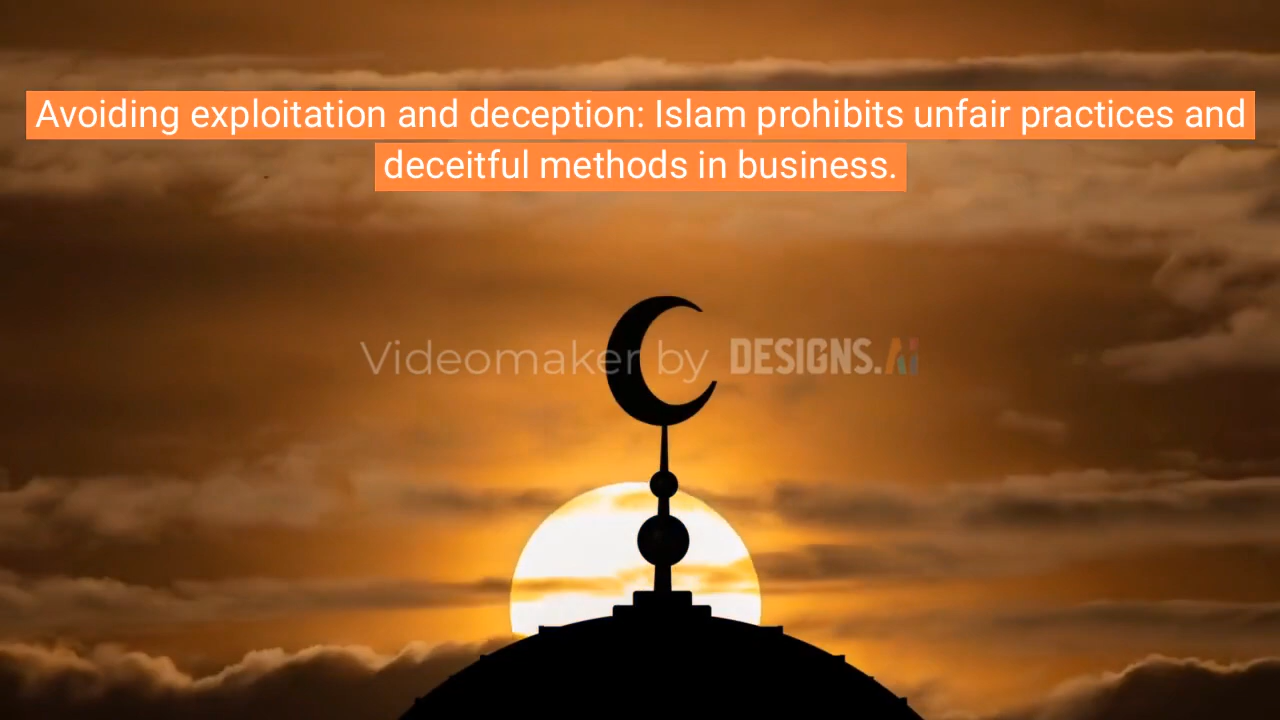 Avoiding exploitation and deception: Islam prohibits unfair practices and
deceitful methods in business.
Videomaker by DESIGNS.Ai